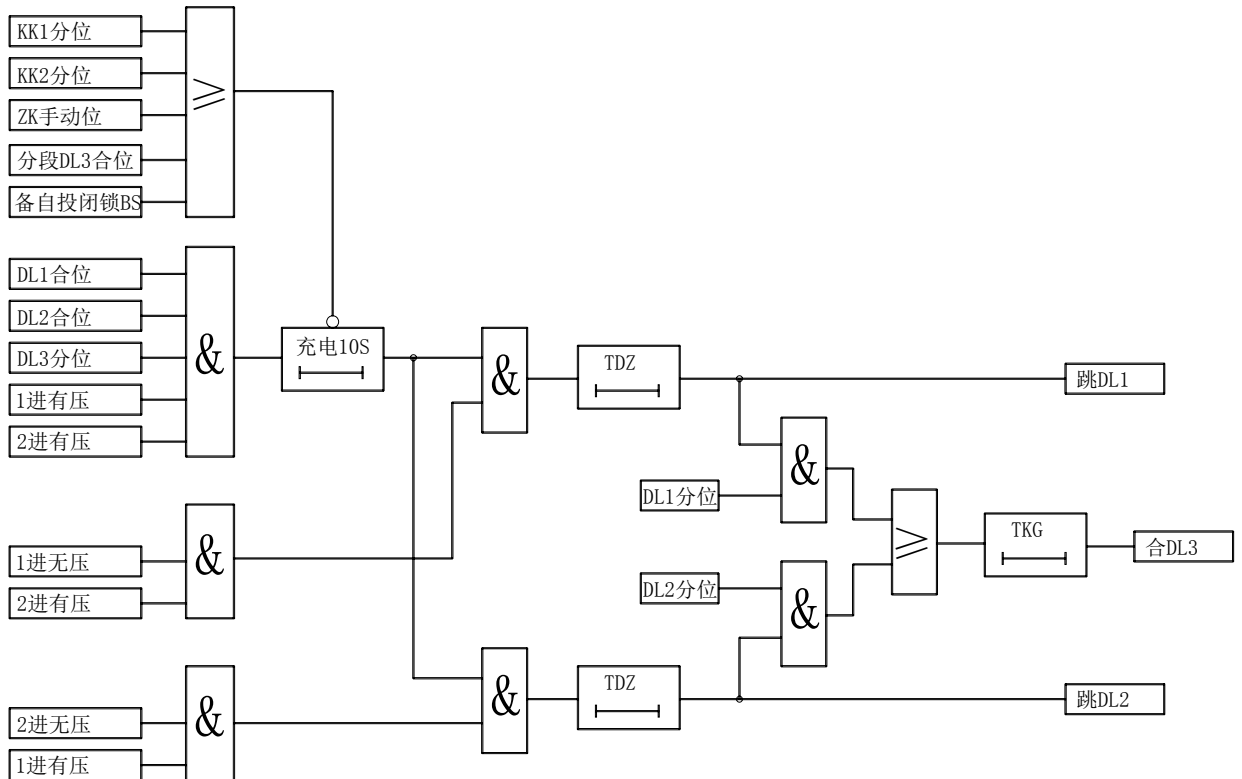 KK1分位
KK2分位
ZK手动位
分段DL3合位
备自投闭锁BS
≥
DL1合位
DL2合位
DL3分位
1进有压
2进有压
&
充电10S
&
TDZ
跳DL1
&
DL1分位
≥
TKG
合DL3
1进无压
2进有压
&
DL2分位
&
&
TDZ
跳DL2
2进无压
1进有压
&